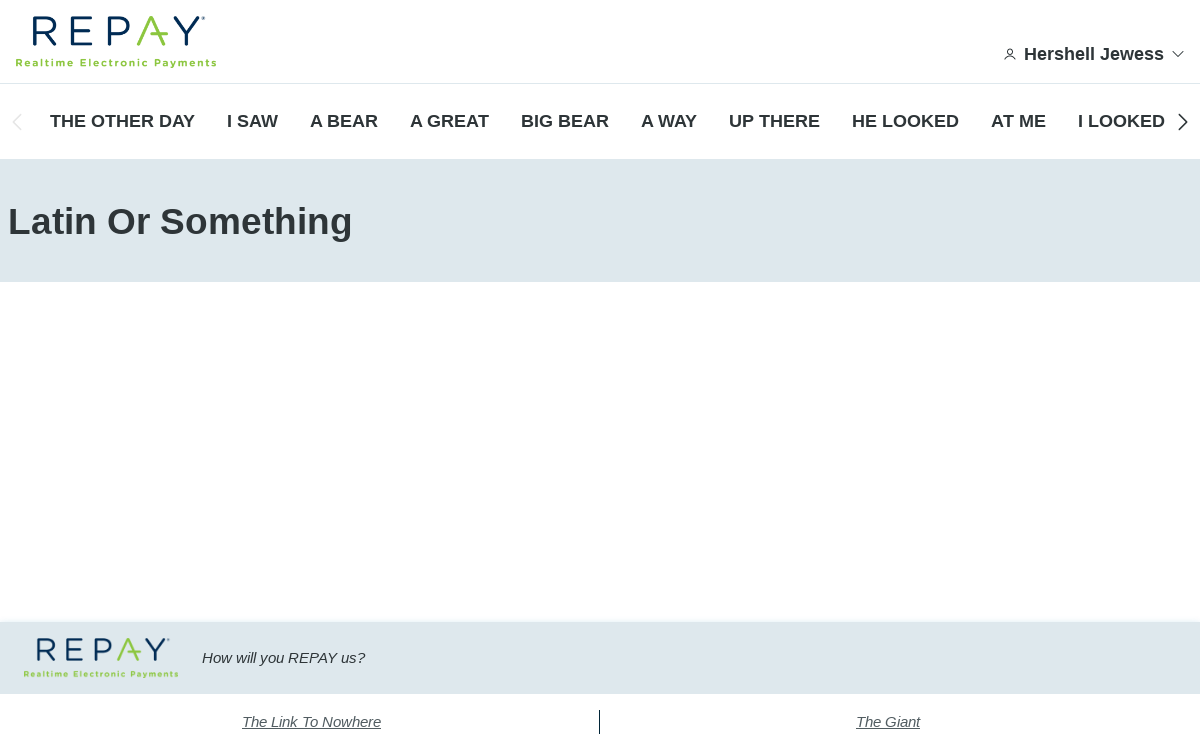 REPAY
Realtime Electronic Payments
Hershell Jewess
THE OTHER DAY I SAW A BEAR A GREAT BIG BEAR A WAY UP THERE HE LOOKED AT ME I LOOKED
Latin Or Something
REPAY
Realtime Electronic Payments
How will you REPAY us?
The Link To Nowhere
The Giant